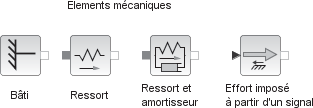 Elements mécaniques
Bâti
Ressort
Ressort et
amortisseur
Effort imposé
à partir d'un signal